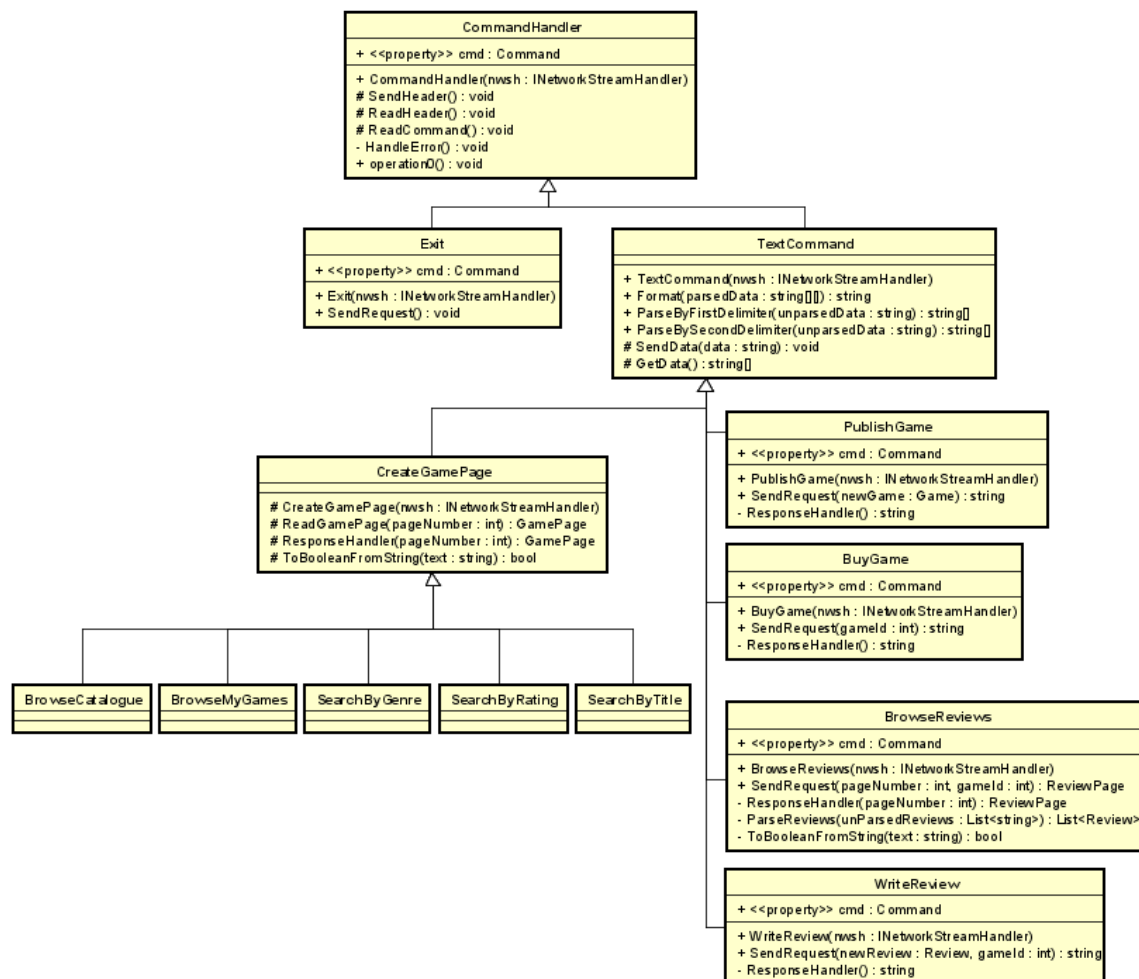 CommandHandler
+ <<property>> cmd : Command
+ CommandHandler(nwsh : INetworkStreamHandler)
# SendHeader() : void
# ReadHeader() : void
# ReadCommand() : void
- HandleError() : void
+ operation0() : void
Exit
+ <<property>> cmd : Command
+ Exit(nwsh : INetworkStreamHandler)
+ SendRequest() : void
TextCommand
+ TextCommand(nwsh : INetworkStreamHandler)
+ Format(parsedData : string[][]) : string
+ ParseByFirstDelimiter(unparsedData : string) : string[]
+ ParseBySecondDelimiter(unparsedData : string) : string[]
# SendData(data : string) : void
# GetData() : string[]
CreateGamePage
# CreateGamePage(nwsh : INetworkStreamHandler)
# ReadGamePage(pageNumber : int) : GamePage
# ResponseHandler(pageNumber : int) : GamePage
# ToBooleanFromString(text : string) : bool
PublishGame
+ <<property>> cmd : Command
+ PublishGame(nwsh : INetworkStreamHandler)
+ SendRequest(newGame : Game) : string
- ResponseHandler() : string
BuyGame
+ <<property>> cmd : Command
+ BuyGame(nwsh : INetworkStreamHandler)
+ SendRequest(gameId : int) : string
- ResponseHandler() : string
BrowseCatalogue
BrowseMyGames
SearchByGenre
SearchByRating
SearchByTitle
BrowseReviews
+ <<property>> cmd : Command
+ BrowseReviews(nwsh : INetworkStreamHandler)
+ SendRequest(pageNumber : int, gameId : int) : ReviewPage
- ResponseHandler(pageNumber : int) : ReviewPage
- ParseReviews(unParsedReviews : List<string>) : List<Review>
- ToBooleanFromString(text : string) : bool
WriteReview
+ <<property>> cmd : Command
+ WriteReview(nwsh : INetworkStreamHandler)
+ SendRequest(newReview : Review, gameId : int) : string
- ResponseHandler() : string